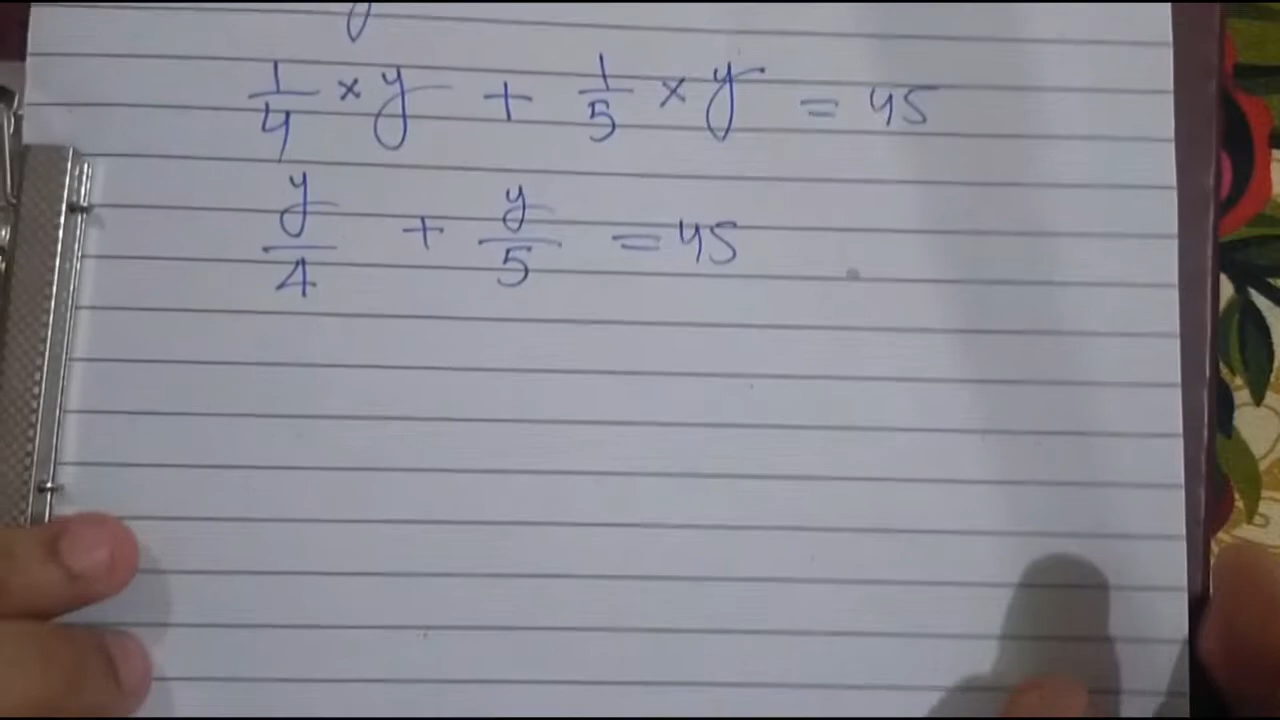 1/4 × y + 1/5 × y = 45
y/4 + y/5 = 45